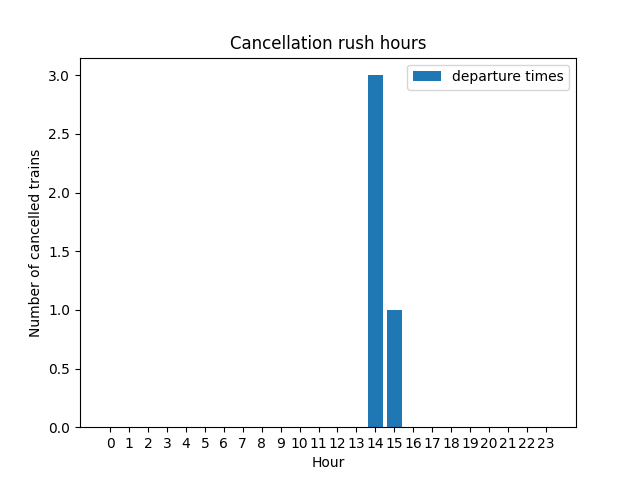 Cancellation rush hours
departure times
Number of cancelled trains
3.0
2.5
2.0
1.5
1.0
0.5
0.0
0 1 2 3 4 5 6 7 8 9 10 11 12 13 14 15 16 17 18 19 20 21 22 23
Hour